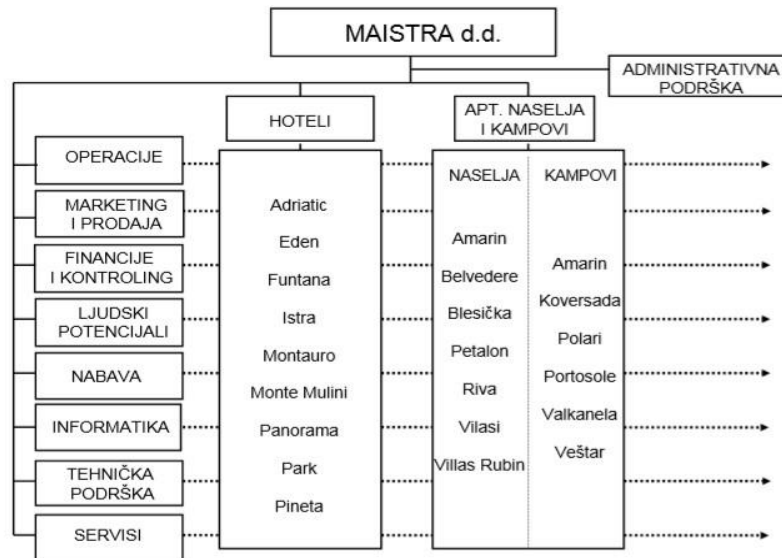 MAISTRA d.d.
ADMINISTRATIVNA
PODRŠKA
HOTELI
APT. NASELJA
I KAMPOVI
OPERACIJE
MARKETING
I PRODAJA
FINANCIJE
I KONTROLING
LJUDSKI
POTENCIJALI
NABAVA
INFORMATIKA
TEHNIČKA
PODRŠKA
SERVISI
Adriatic
Eden
Funtana
Istra
Montauro
Monte Mulini
Panorama
Park
Pineta
NASELJA
Amarin
Belvedere
Blesička
Petalon
Riva
Vilasi
Villas Rubin
KAMPOVI
Amarin
Koversada
Polari
Portosole
Valkanela
Veštar